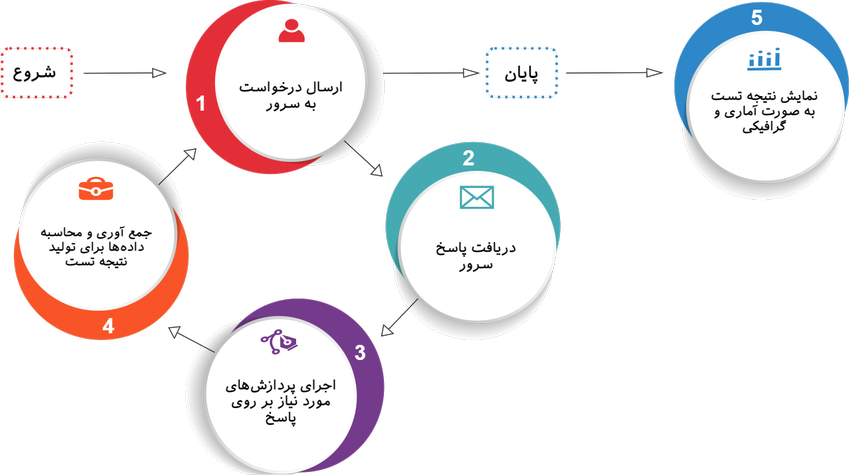 شروع
1
ارسال درخواست
به سرور
پایان
5
نمایش نتیجه تست
به صورت آماری و
گرافیکی
2
دریافت پاسخ
سرور
3
اجرای پردازش‌های
مورد نیاز بر روی
پاسخ
4
جمع آوری و محاسبه
داده‌ها برای تولید
نتیجه تست